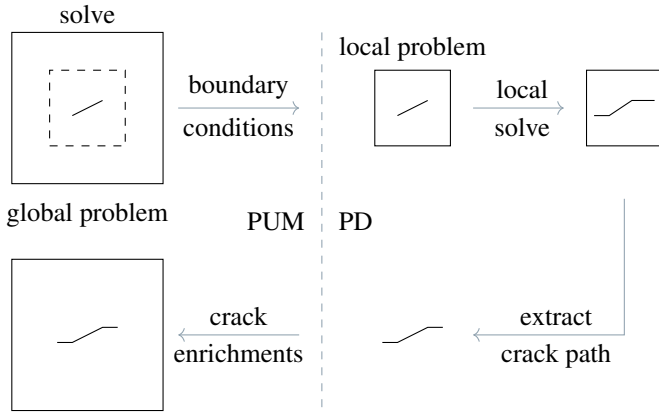 solve
local problem
boundary
conditions
local
solve
global problem
PUM
PD
crack
enrichments
extract
crack path